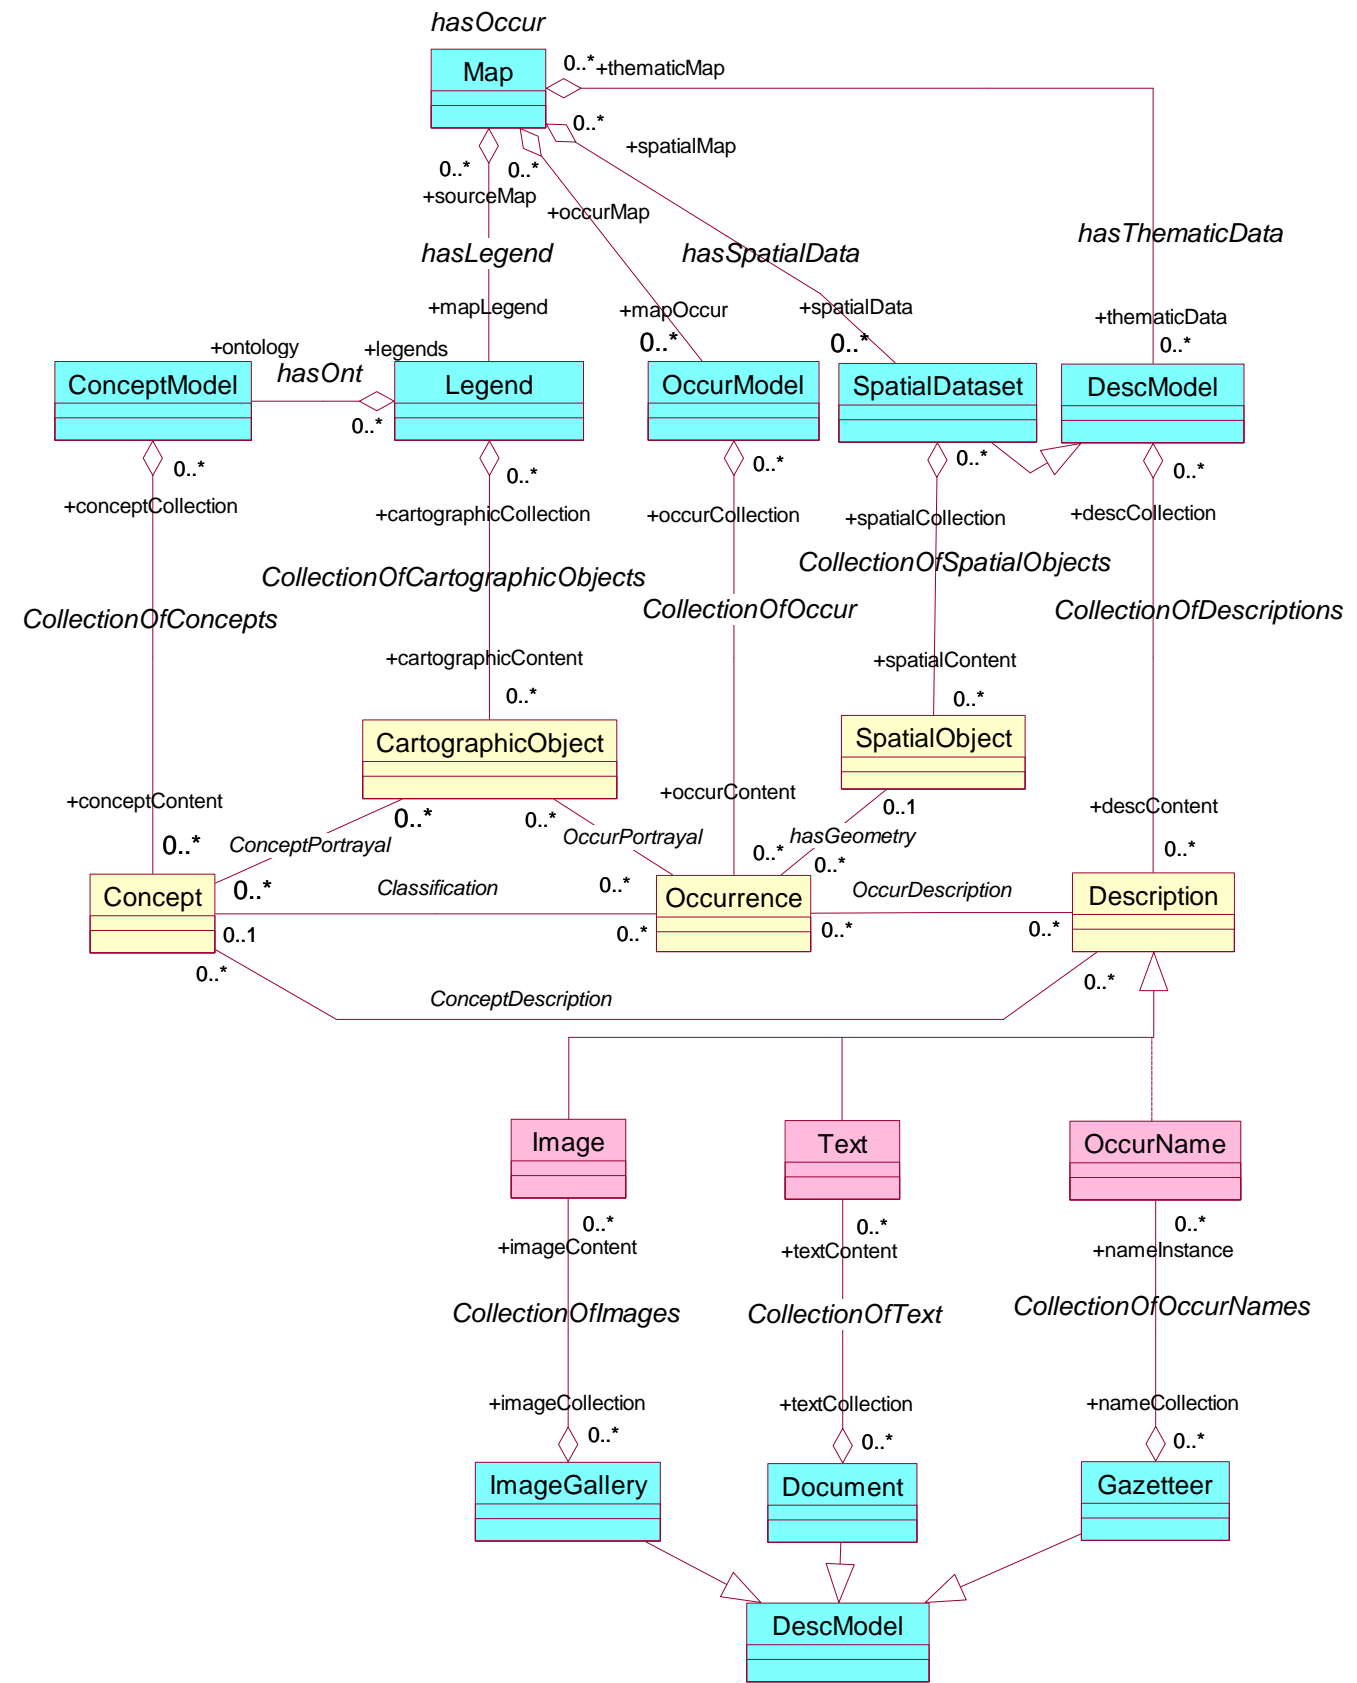 hasOccur
Map
0..*
+thematicMap
0..*
+spatialMap
0..*
0..*
+sourceMap
+occurMap
hasLegend
hasSpatialData
hasThematicData
+mapLegend
+mapOccur
+spatialData
+thematicData
0..*
0..*
0..*
+ontology
+legends
hasOnt
ConceptModel
Legend
OccurModel
SpatialDataset
DescModel
0..*
0..*
0..*
0..*
0..*
0..*
+conceptCollection
+cartographicCollection
+occurCollection
+spatialCollection
+descCollection
CollectionOfConcepts
CollectionOfCartographicObjects
CollectionOfOccur
CollectionOfSpatialObjects
CollectionOfDescriptions
+cartographicContent
+spatialContent
0..*
0..*
CartographicObject
SpatialObject
+conceptContent
+occurContent
+descContent
0..*
0..*
0..*
0..1
ConceptPortrayal
OccurPortrayal
hasGeometry
0..*
0..*
0..*
0..*
0..*
Concept
Classification
Occurrence
OccurDescription
Description
0..1
0..*
0..*
0..*
0..*
0..*
ConceptDescription
Image
Text
OccurName
0..*
0..*
0..*
+imageContent
+textContent
+nameInstance
CollectionOfImages
CollectionOfText
CollectionOfOccurNames
+imageCollection
+textCollection
+nameCollection
0..*
0..*
0..*
ImageGallery
Document
Gazetteer
DescModel